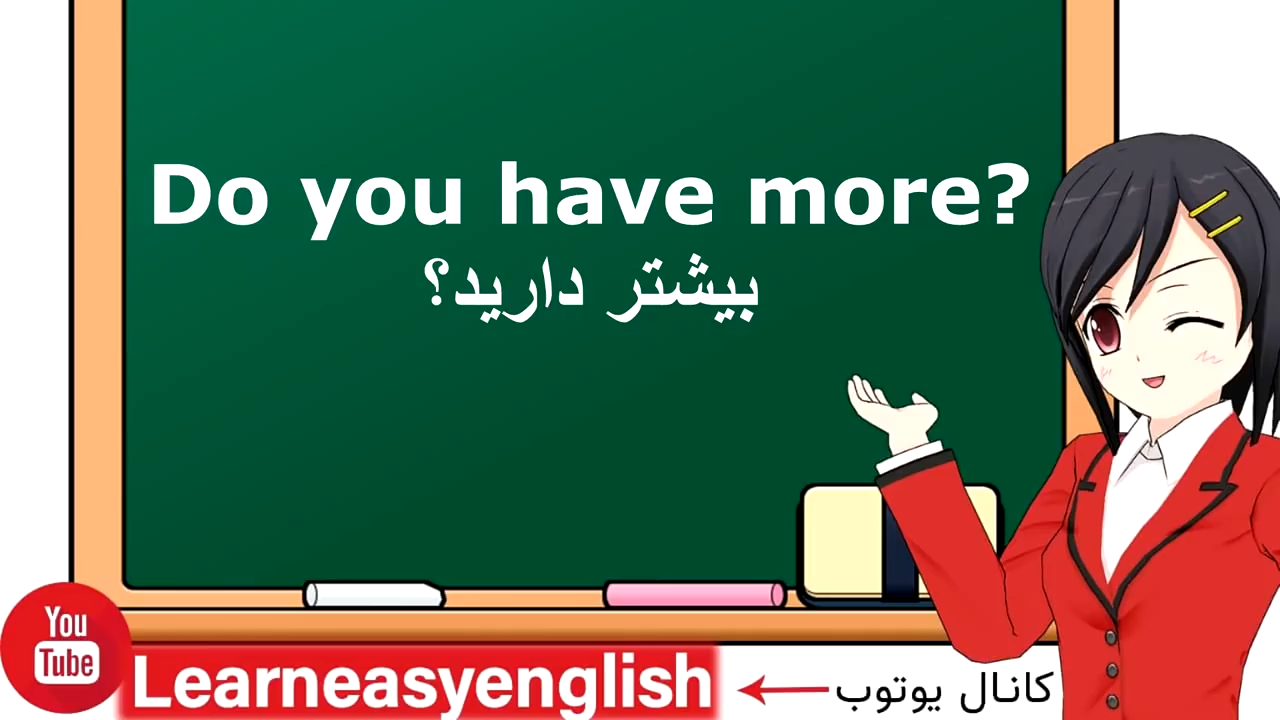 Do you have more?
بیشتر دارید؟
You
Tube
Learneasyenglish
کانال یوتوب